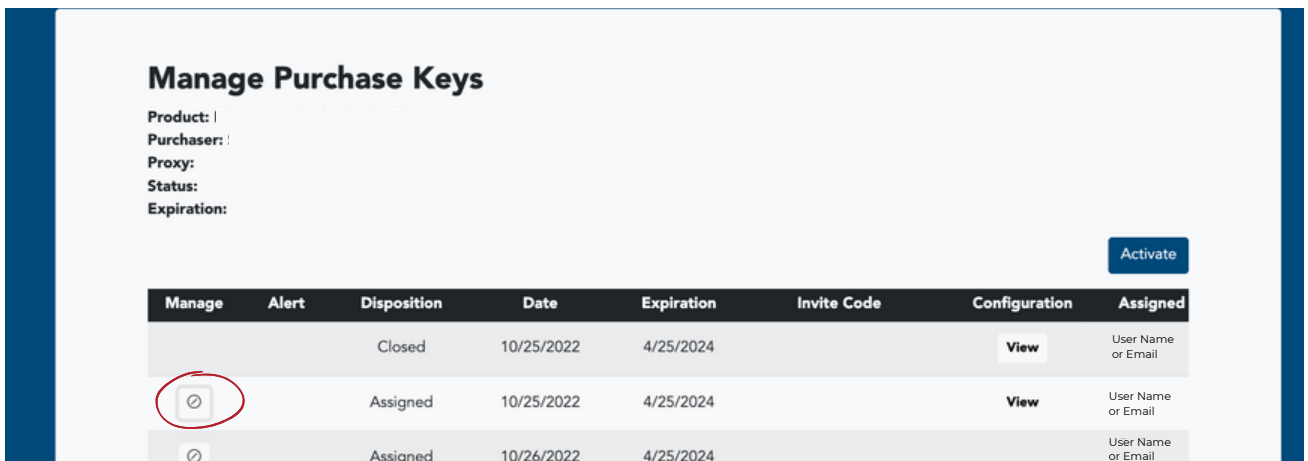 Manage Purchase Keys
Product:
Purchaser:
Proxy:
Status:
Expiration:
Activate
Manage Alert Disposition Date Expiration Invite Code Configuration Assigned
Closed 10/25/2022 4/25/2024 View User Name
or Email
Assigned 10/25/2022 4/25/2024 View User Name
or Email
Assigned 10/26/2022 4/25/2024 User Name
or Email